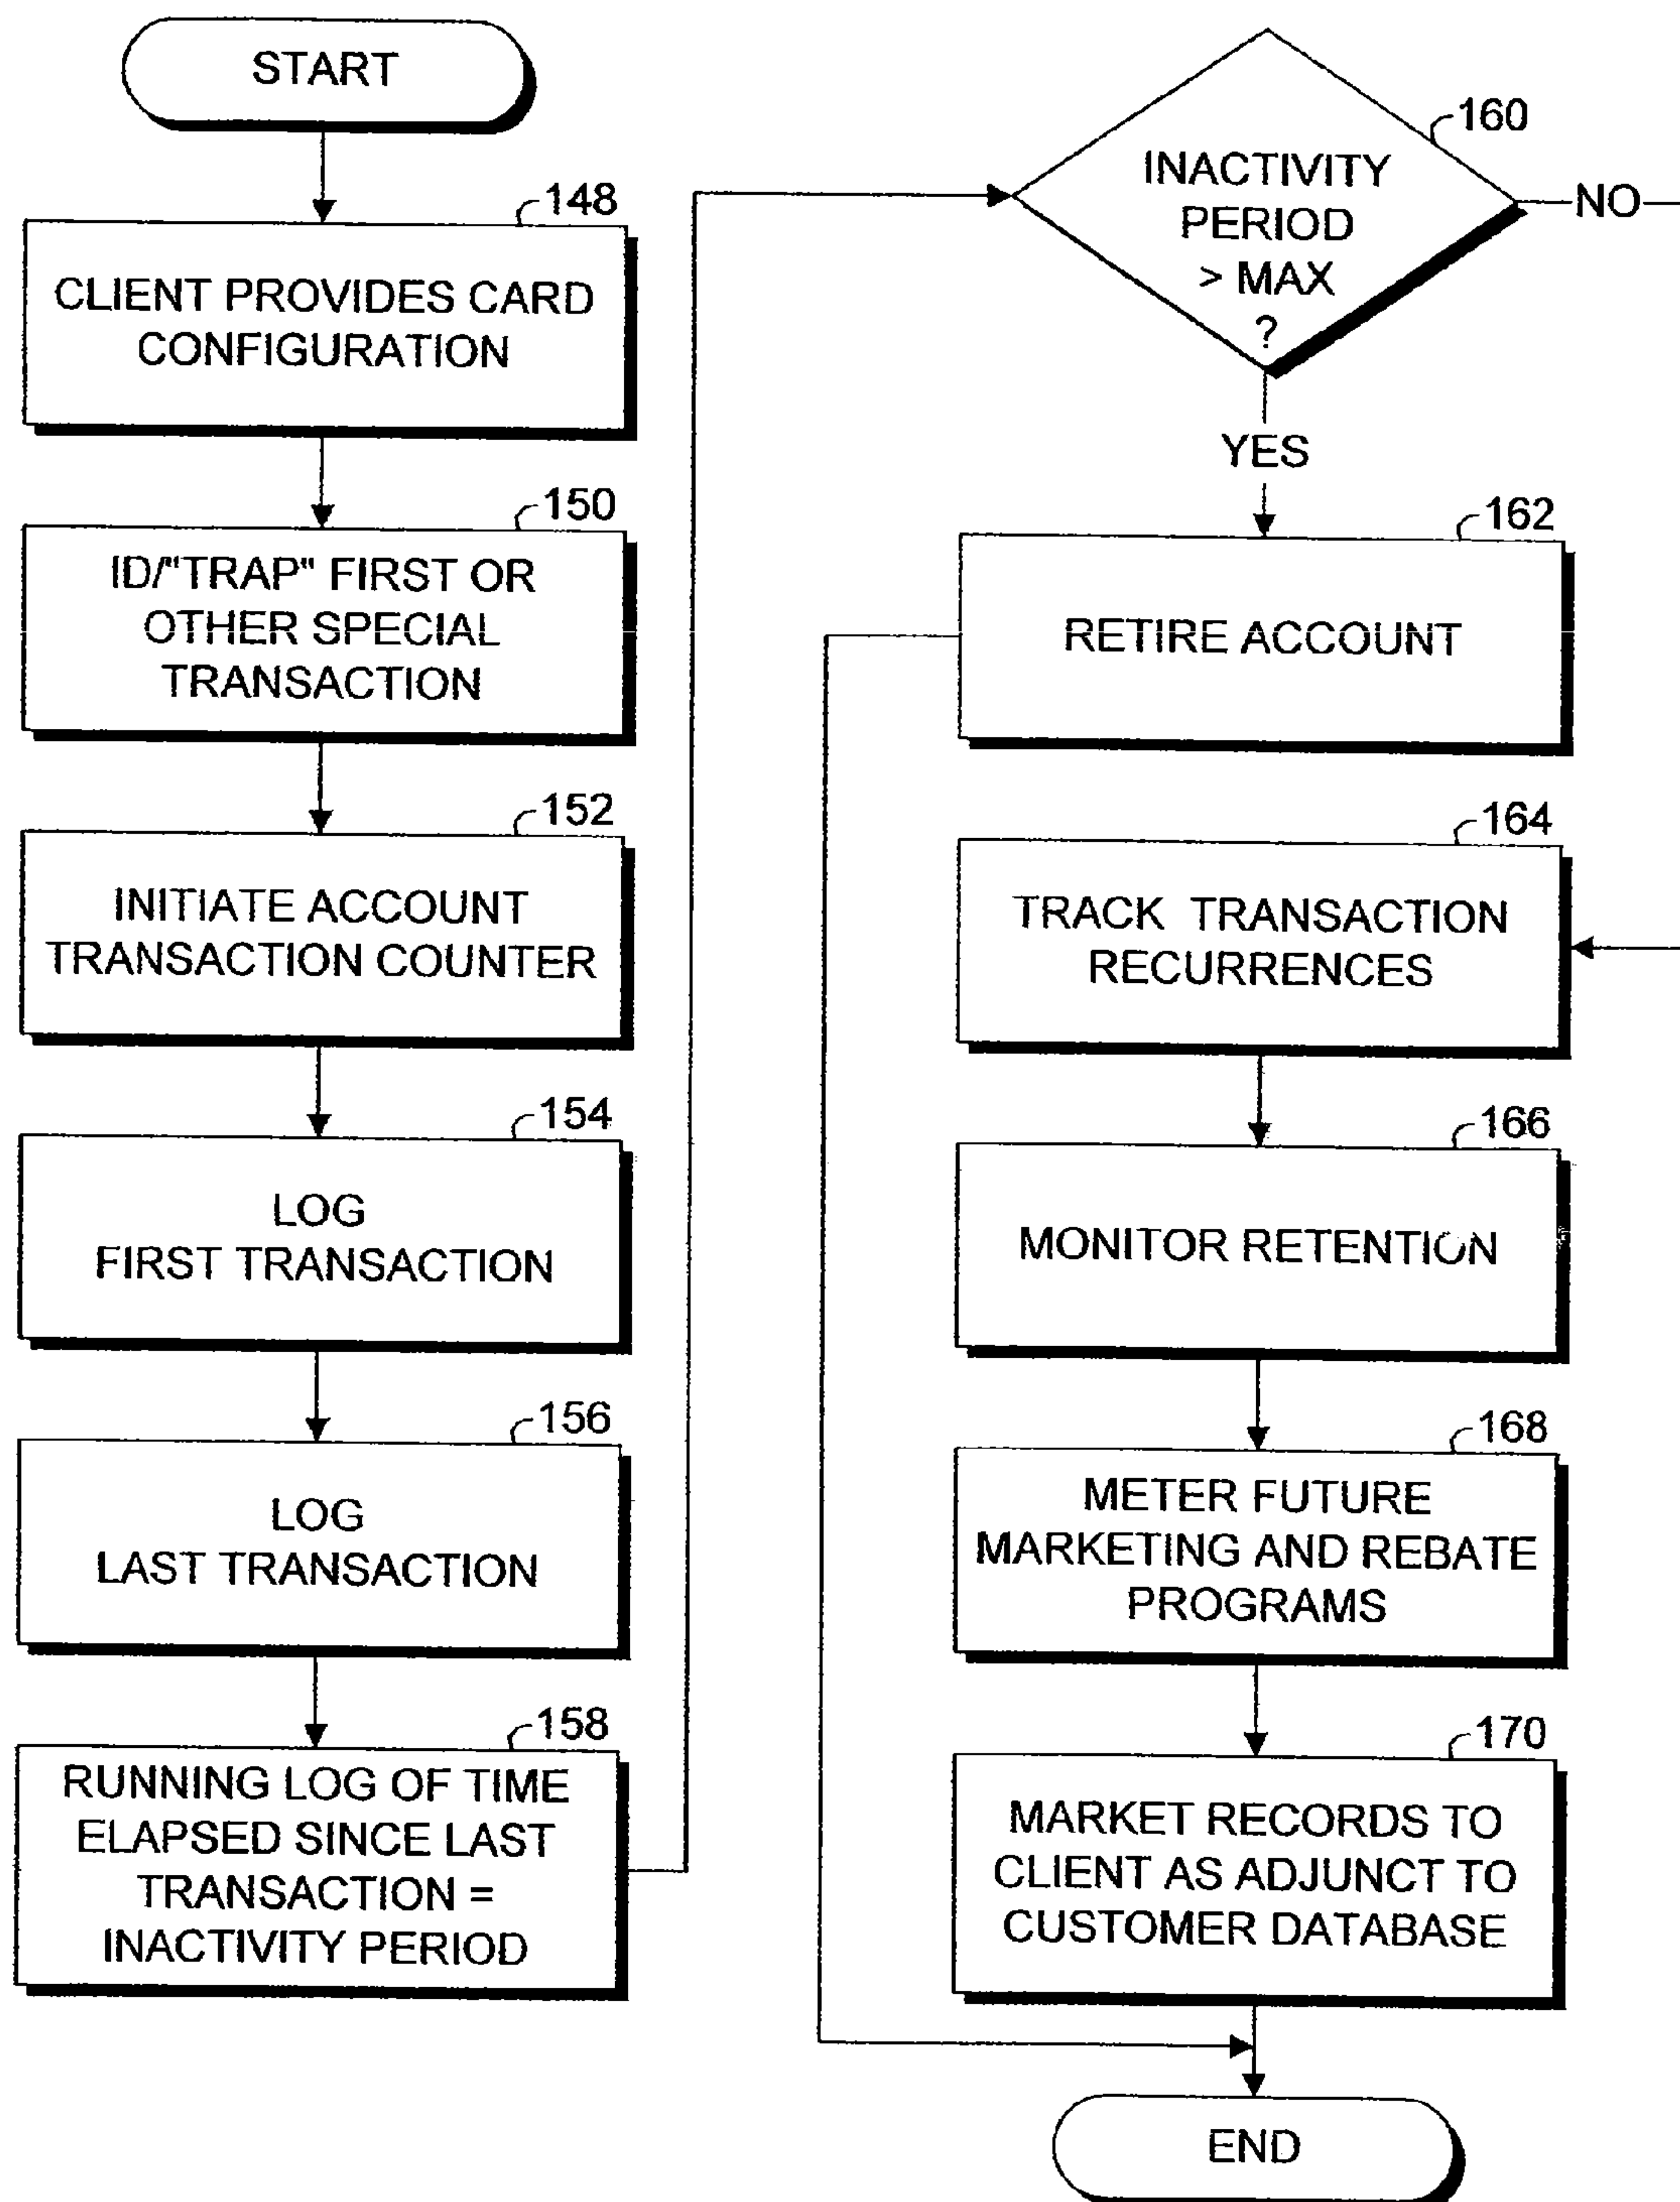 START
148
CLIENT PROVIDES CARD
CONFIGURATION
150
ID/"TRAP" FIRST OR
OTHER SPECIAL
TRANSACTION
152
INITIATE ACCOUNT
TRANSACTION COUNTER
154
LOG
FIRST TRANSACTION
156
LOG
LAST TRANSACTION
158
RUNNING LOG OF TIME
ELAPSED SINCE LAST
TRANSACTION =
INACTIVITY PERIOD
160
INACTIVITY
PERIOD
> MAX
?
NO
YES
162
RETIRE ACCOUNT
164
TRACK TRANSACTION
RECURRENCES
166
MONITOR RETENTION
168
METER FUTURE
MARKETING AND REBATE
PROGRAMS
170
MARKET RECORDS TO
CLIENT AS ADJUNCT TO
CUSTOMER DATABASE
END